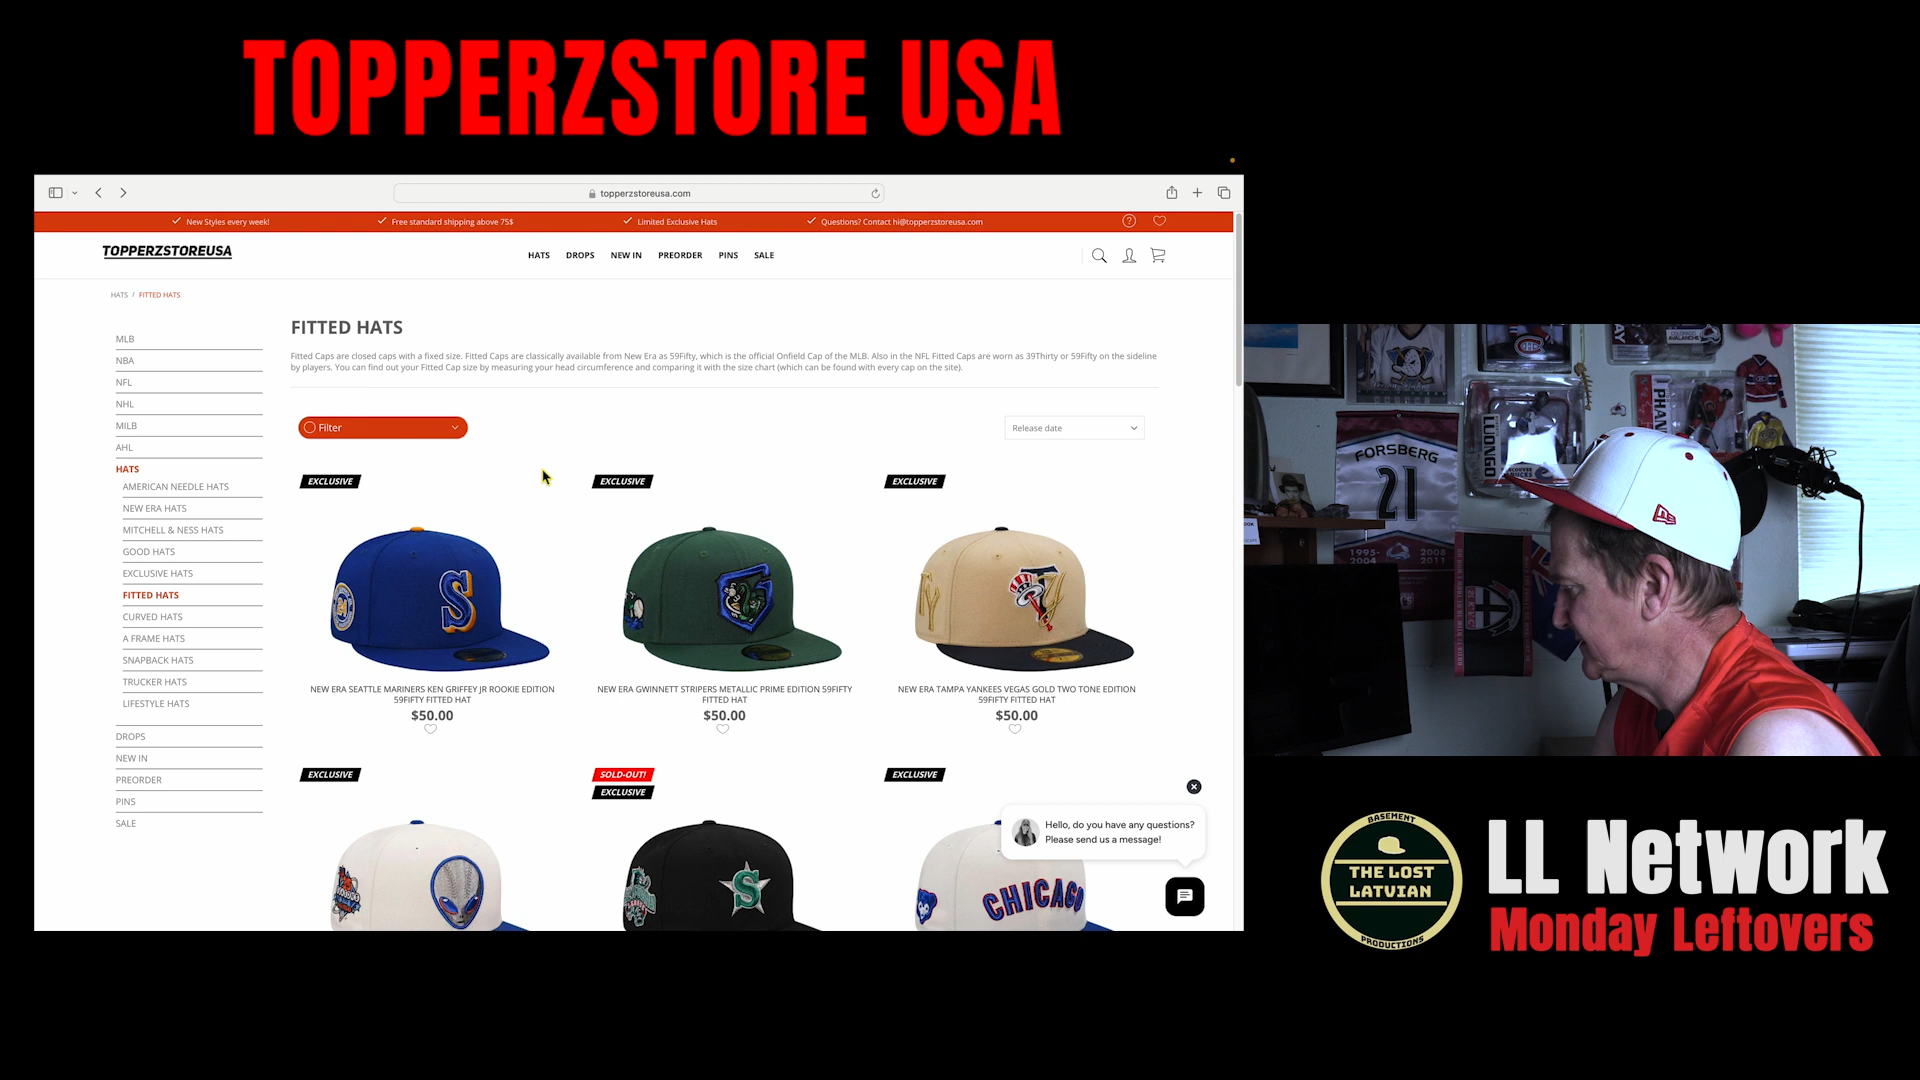 TOPPERZSTORE USA
topperzstoreusa.com
New Styles every week!
Free standard shipping above 75$
Limited Exclusive Hats
Questions? Contact hi@topperzstoreusa.com
TOPPERZSTOREUSA
HATS
DROPS
NEW IN
PREORDER
PINS
SALE
HATS / FITTED HATS
MLB
NBA
NFL
NHL
MILB
AHL
HATS
AMERICAN NEEDLE HATS
NEW ERA HATS
MITCHELL & NESS HATS
GOOD HATS
EXCLUSIVE HATS
FITTED HATS
CURVED HATS
A FRAME HATS
SNAPBACK HATS
TRUCKER HATS
LIFESTYLE HATS
DROPS
NEW IN
PREORDER
PINS
SALE
FITTED HATS
Fitted Caps are closed caps with a fixed size. Fitted Caps are classically available from New Era as 59Fifty, which is the official Onfield Cap of the MLB. Also in the NFL Fitted Caps are worn as 39Thirty or 59Fifty on the sideline
by players. You can find out your Fitted Cap size by measuring your head circumference and comparing it with the size chart (which can be found with every cap on the site).
Filter
Release date
EXCLUSIVE
EXCLUSIVE
EXCLUSIVE
S
24
NEW ERA SEATTLE MARINERS KEN GRIFFEY JR ROOKIE EDITION
59FIFTY FITTED HAT
$50.00
NEW ERA GWINNETT STRIPERS METALLIC PRIME EDITION 59FIFTY
FITTED HAT
$50.00
NEW ERA TAMPA YANKEES VEGAS GOLD TWO TONE EDITION
59FIFTY FITTED HAT
$50.00
EXCLUSIVE
SOLD-OUT!
EXCLUSIVE
EXCLUSIVE
S
CHICAGO
Hello, do you have any questions?
Please send us a message!
FORSBERG
21
1995-
2004
2008
2011
LUONGO
PHAN
COLORADO
AVALANCHE
BASEMENT
THE LOST
LATVIAN
PRODUCTIONS
LL Network
Monday Leftovers